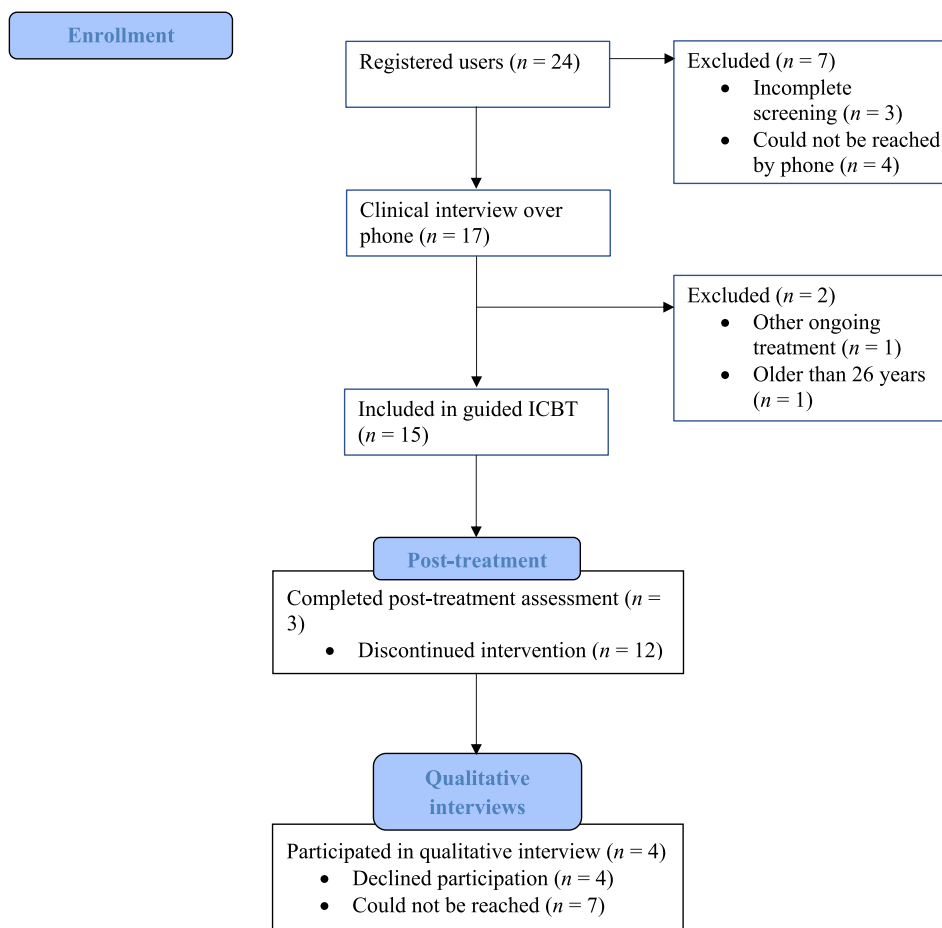 Enrollment
Registered users (n = 24)
Excluded (n = 7)
• Incomplete
screening (n = 3)
• Could not be reached
by phone (n = 4)
Clinical interview over
phone (n = 17)
Excluded (n = 2)
• Other ongoing
treatment (n = 1)
• Older than 26 years
(n = 1)
Included in guided ICBT
(n = 15)
Post-treatment
Completed post-treatment assessment (n =
3)
• Discontinued intervention (n = 12)
Qualitative
interviews
Participated in qualitative interview (n = 4)
• Declined participation (n = 4)
• Could not be reached (n = 7)